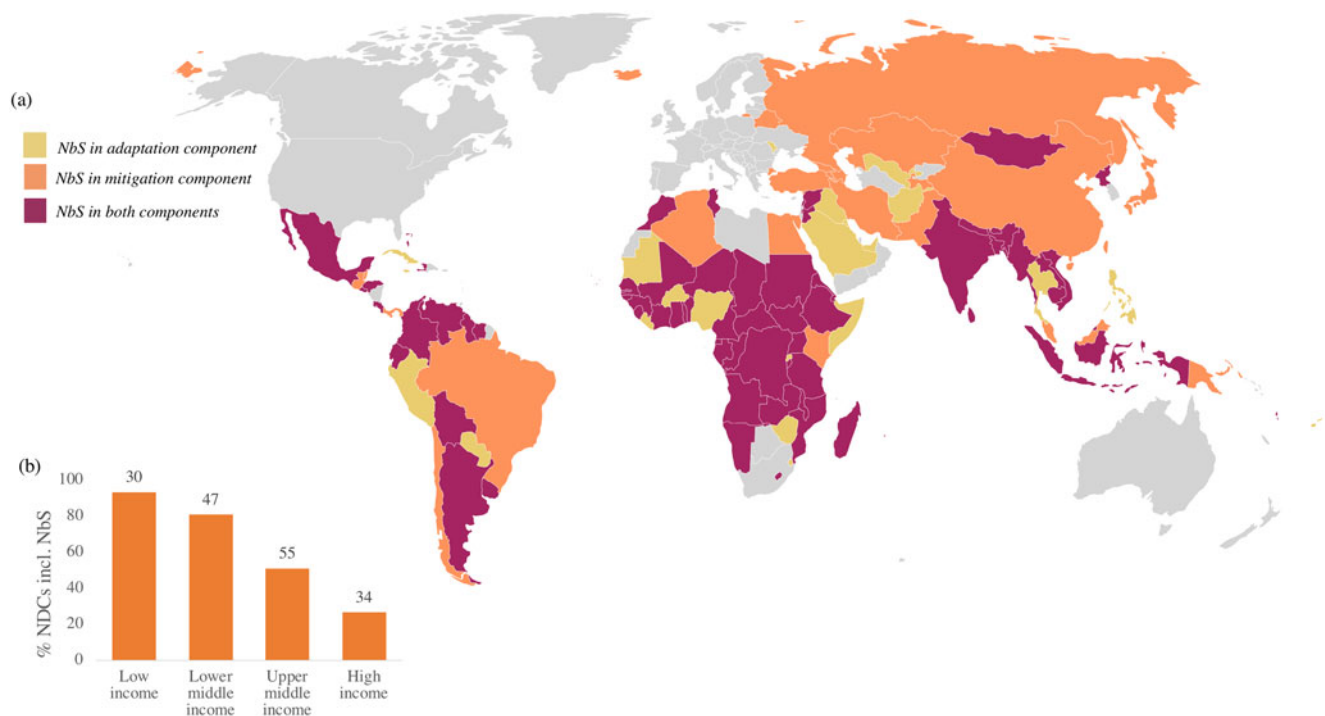 (a)
NbS in adaptation component
NbS in mitigation component
NbS in both components
(b)
% NDCs incl. NbS
100
80
60
40
20
0
30
47
55
34
Low
income
Lower
middle
income
Upper
middle
income
High
income